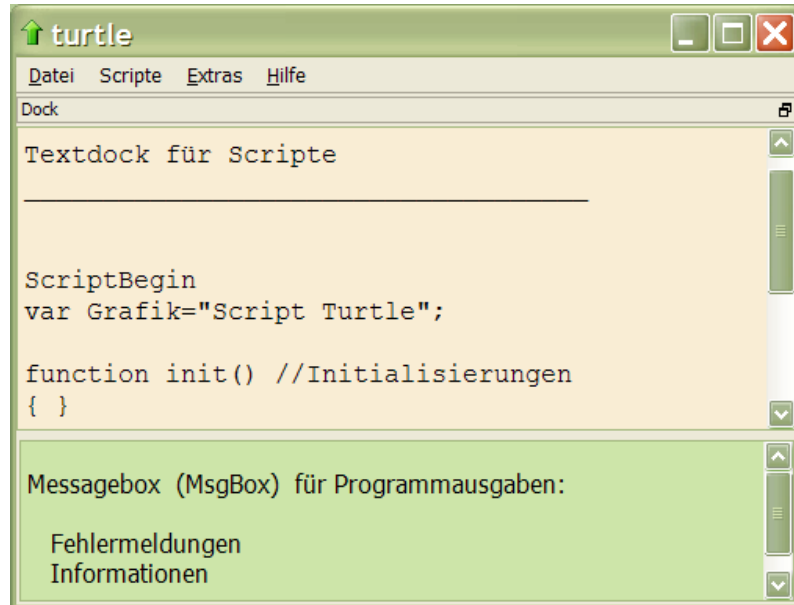 turtle
Datei Scripte Extras Hilfe
Dock
Textdock für Scripte
ScriptBegin
var Grafik="Script Turtle";
function init() //Initialisierungen
{ }
Messagebox (MsgBox) für Programmausgaben:
Fehlermeldungen
Informationen